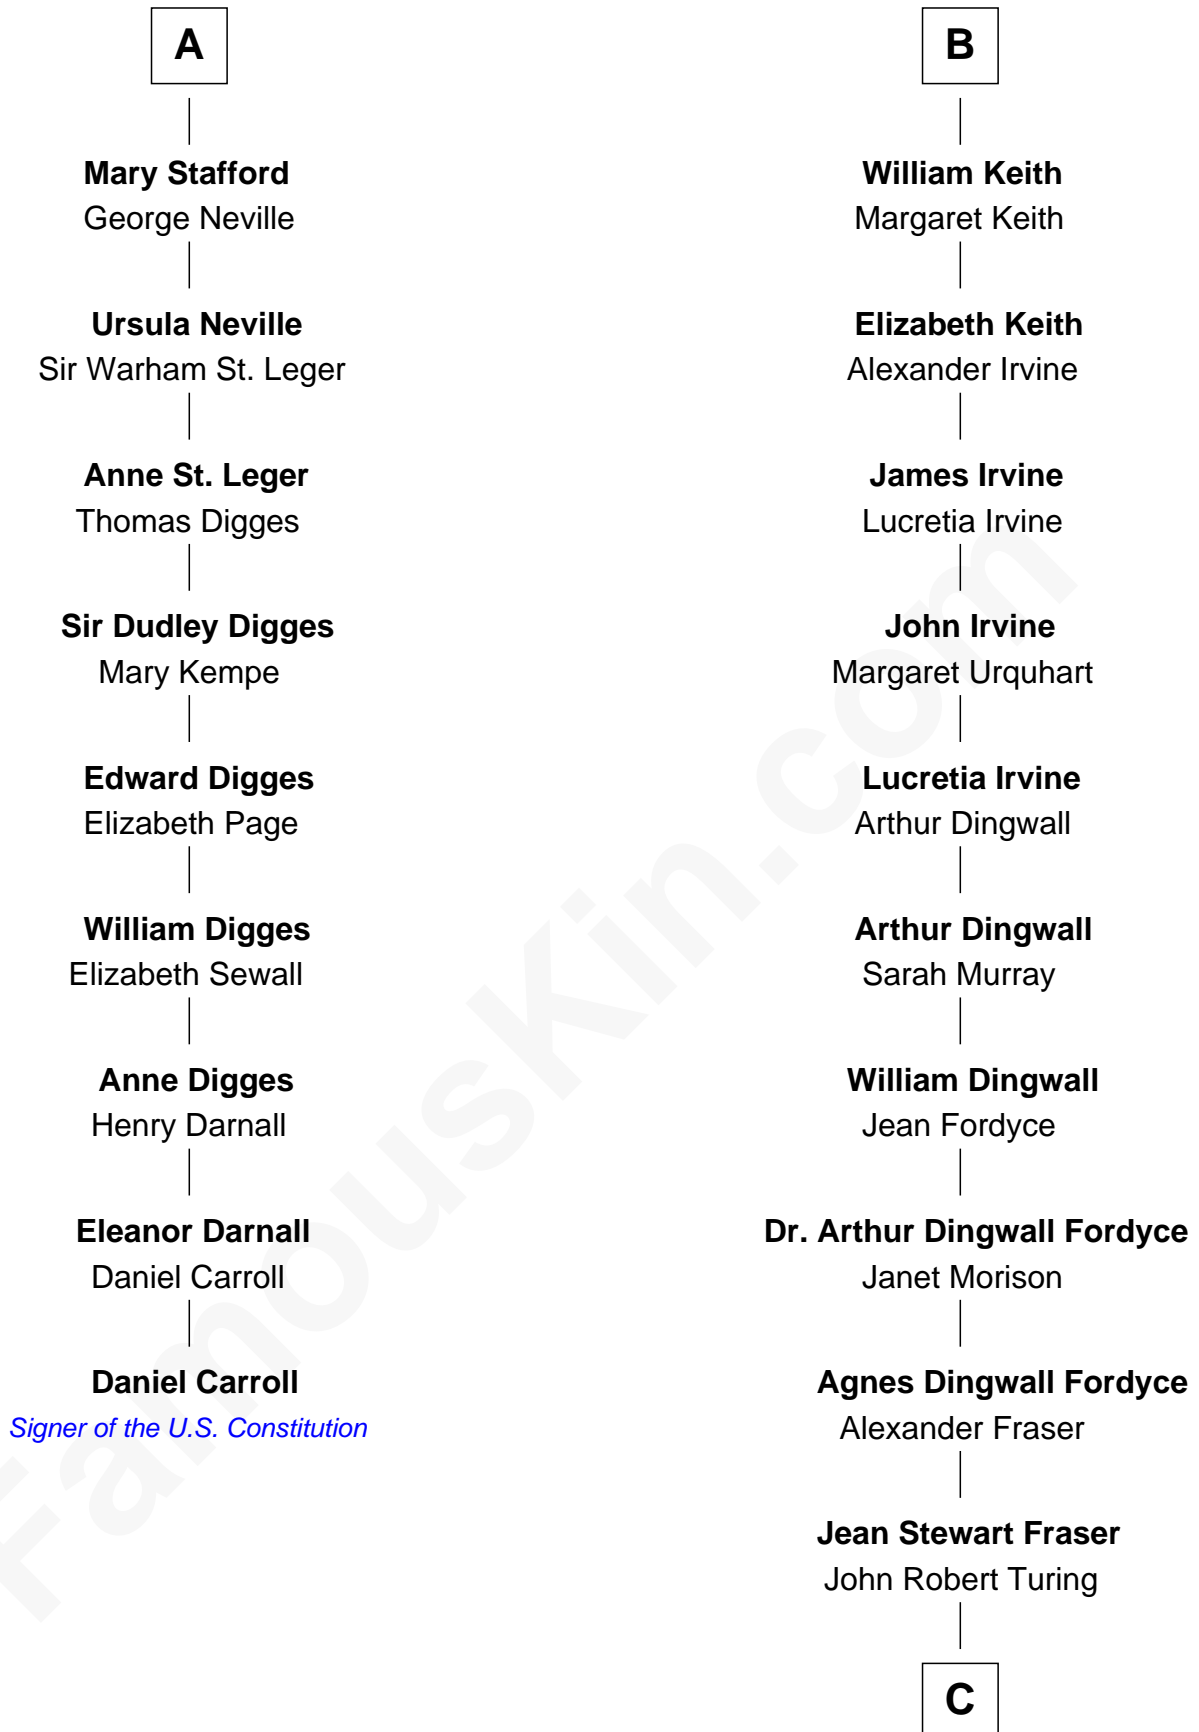 A
Mary Stafford
George Neville
Ursula Neville
Sir Warham St. Leger
Anne St. Leger
Thomas Digges
Sir Dudley Digges
Mary Kempe
Edward Digges
Elizabeth Page
William Digges
Elizabeth Sewall
Anne Digges
Henry Darnall
Eleanor Darnall
Daniel Carroll
Daniel Carroll
Signer of the U.S. Constitution
B
William Keith
Margaret Keith
Elizabeth Keith
Alexander Irvine
James Irvine
Lucretia Irvine
John Irvine
Margaret Urquhart
Lucretia Irvine
Arthur Dingwall
Arthur Dingwall
Sarah Murray
William Dingwall
Jean Fordyce
Dr. Arthur Dingwall Fordyce
Janet Morison
Agnes Dingwall Fordyce
Alexander Fraser
Jean Stewart Fraser
John Robert Turing
C
FamousKin.com